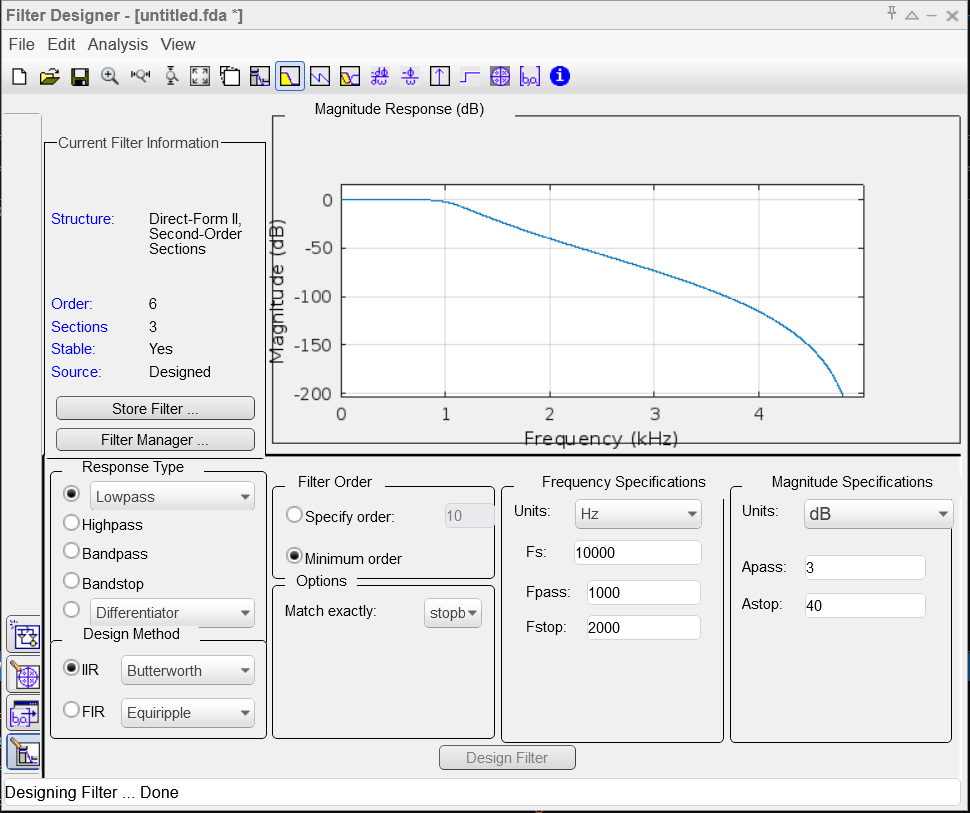 Filter Designer - [untitled.fda *]
File Edit Analysis View
Magnitude Response (dB)
Current Filter Information
Structure: Direct-Form II,
Second-Order
Sections
Order: 6
Sections 3
Stable: Yes
Source: Designed
Store Filter ...
Filter Manager ...
Magnitude (dB)
0
-50
-100
-150
-200
0 1 2 3 4
Frequency (kHz)
Response Type
Lowpass
Highpass
Bandpass
Bandstop
Differentiator
Design Method
IIR Butterworth
FIR Equiripple
Filter Order
Specify order: 10
Minimum order
Options
Match exactly: stopb
Frequency Specifications
Units: Hz
Fs: 10000
Fpass: 1000
Fstop: 2000
Magnitude Specifications
Units: dB
Apass: 3
Astop: 40
Design Filter
Designing Filter ... Done